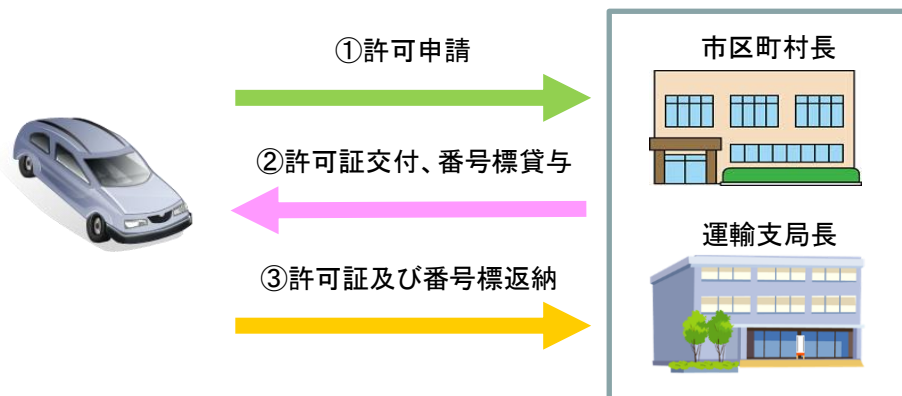 ①許可申請
市区町村長
②許可証交付、番号標貸与
運輸支局長
③許可証及び番号標返納